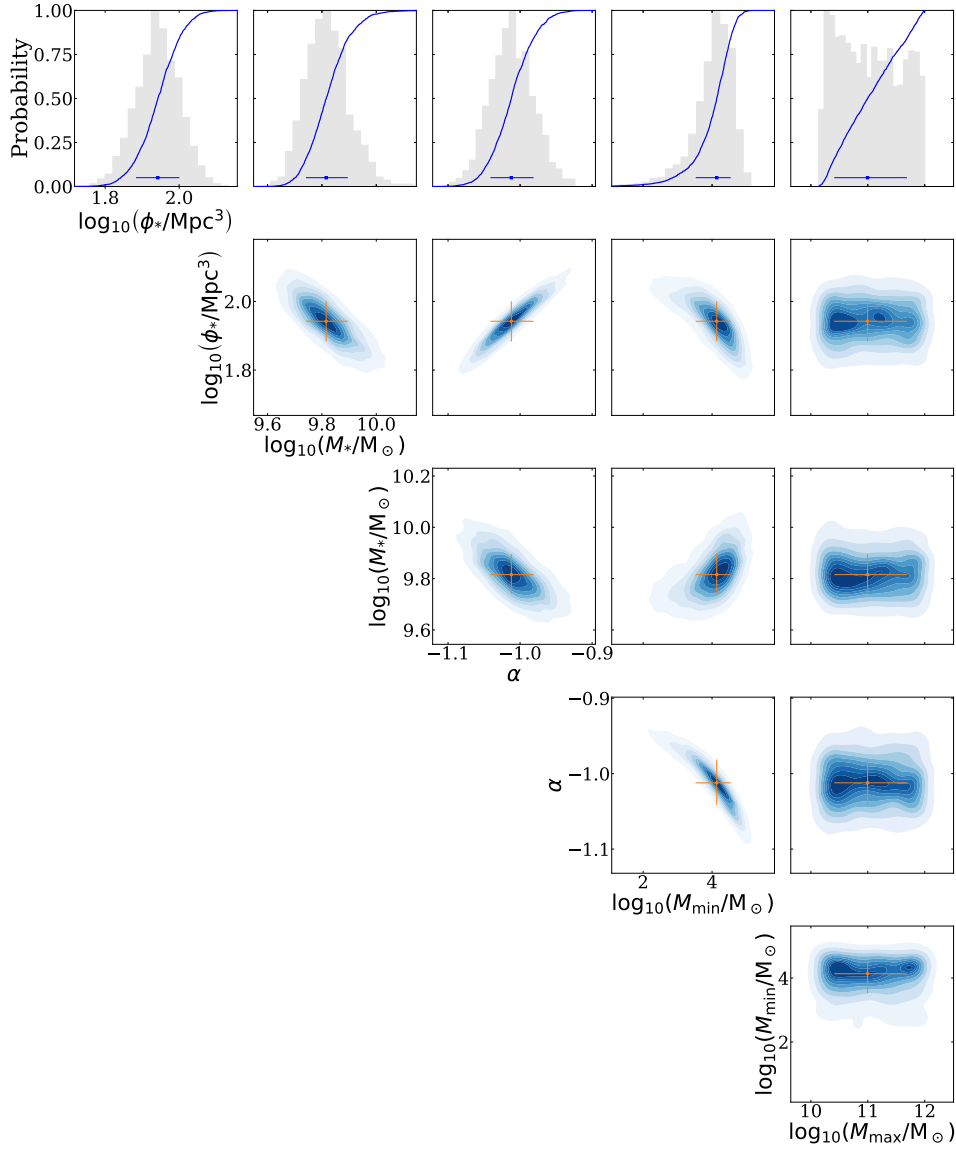 1.00
0.75
0.50
0.25
0.00
Probability
1.8 2.0
log₁₀(ϕ*/Mpc³)
2.0
1.8
log₁₀(ϕ*/Mpc³)
9.6 9.8 10.0
log₁₀(M*/M⊙)
10.2
10.0
9.8
9.6
log₁₀(M*/M⊙)
−1.1 −1.0 −0.9
α
−0.9
−1.0
−1.1
α
2 4
log₁₀(Mmin/M⊙)
4
2
log₁₀(Mmin/M⊙)
10 11 12
log₁₀(Mmax/M⊙)